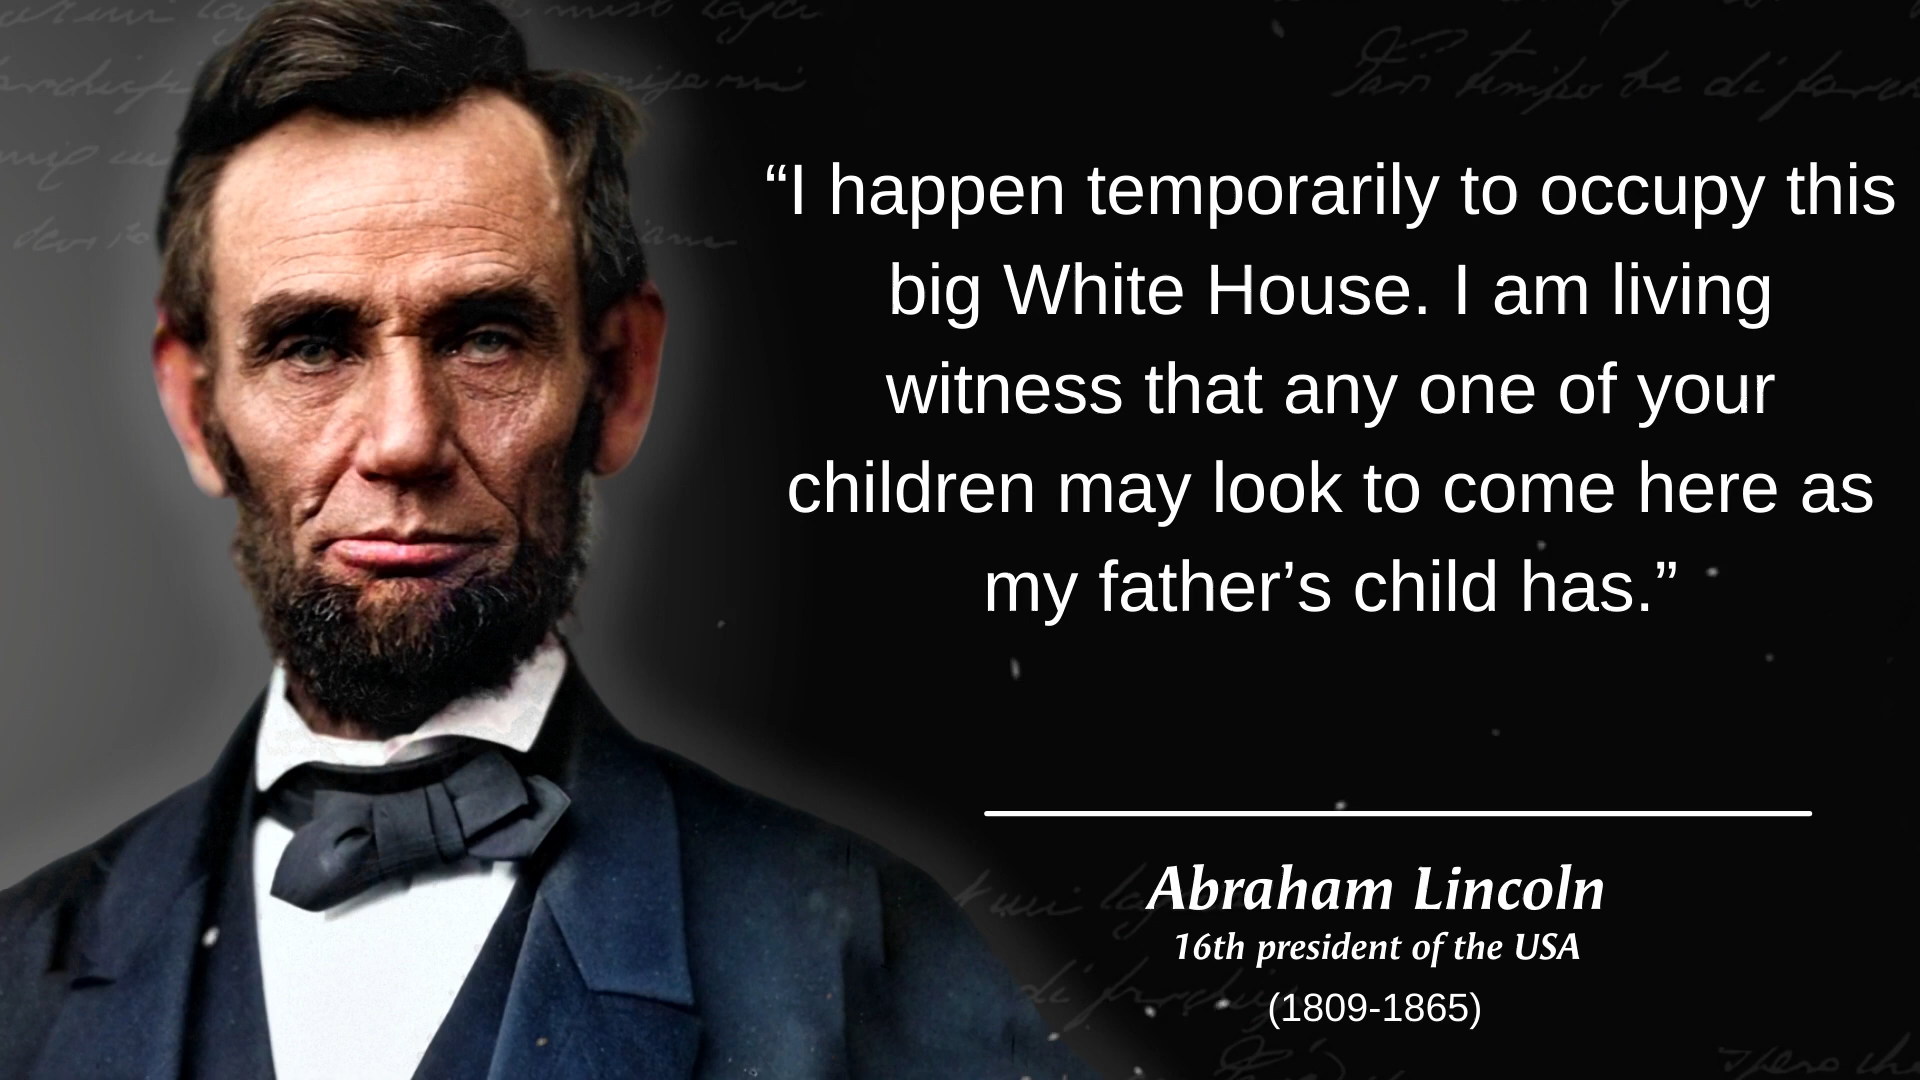 “I happen temporarily to occupy this
big White House. I am living
witness that any one of your
children may look to come here as
my father’s child has.”
Abraham Lincoln
16th president of the USA
(1809-1865)